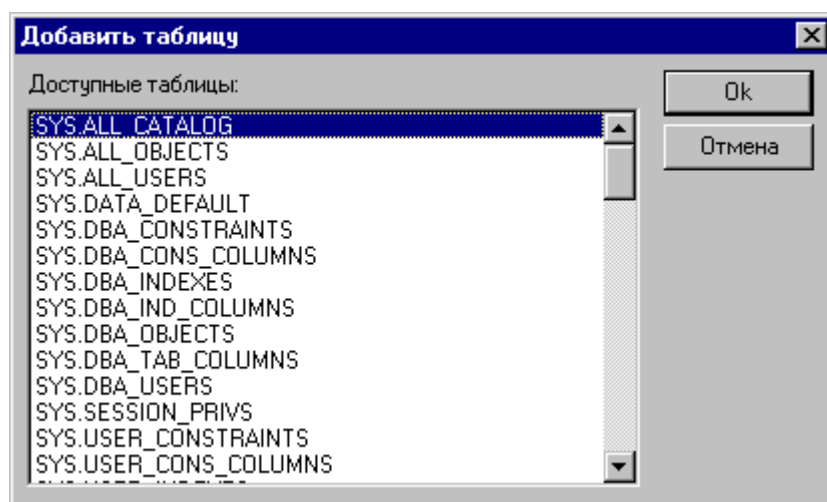 Добавить таблицу
Доступные таблицы:
Ok
Отмена
SYS.ALL_CATALOG
SYS.ALL_OBJECTS
SYS.ALL_USERS
SYS.DATA_DEFAULT
SYS.DBA_CONSTRAINTS
SYS.DBA_CONS_COLUMNS
SYS.DBA_INDEXES
SYS.DBA_IND_COLUMNS
SYS.DBA_OBJECTS
SYS.DBA_TAB_COLUMNS
SYS.DBA_USERS
SYS.SESSION_PRIVS
SYS.USER_CONSTRAINTS
SYS.USER_CONS_COLUMNS